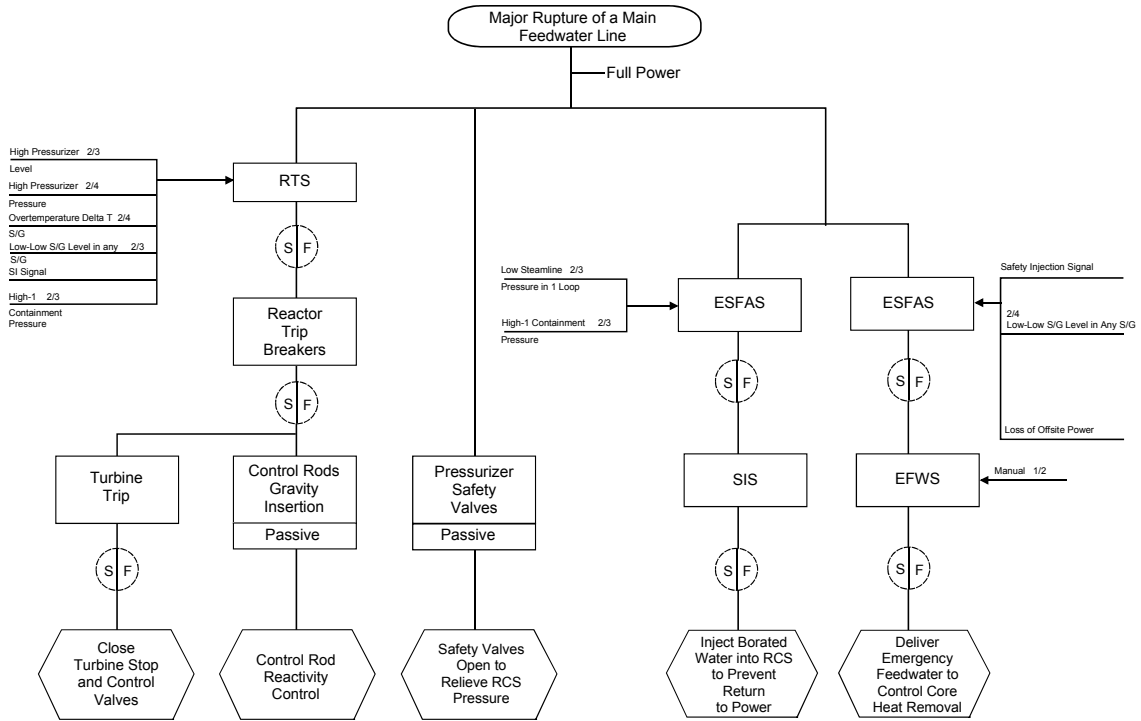 Major Rupture of a Main
Feedwater Line
Full Power
High Pressurizer 2/3
Level
High Pressurizer 2/4
Pressure
Overtemperature Delta T 2/4
S/G
Low-Low S/G Level in any 2/3
S/G
SI Signal
High-1 2/3
Containment
Pressure
RTS
S F
Reactor
Trip
Breakers
S F
Turbine
Trip
S F
Close
Turbine Stop
and Control
Valves
Control Rods
Gravity
Insertion
Passive
Control Rod
Reactivity
Control
Pressurizer
Safety
Valves
Passive
Safety Valves
Open to
Relieve RCS
Pressure
Low Steamline 2/3
Pressure in 1 Loop
High-1 Containment 2/3
Pressure
ESFAS
S F
SIS
S F
Inject Borated
Water into RCS
to Prevent
Return
to Power
ESFAS
Safety Injection Signal
2/4
Low-Low S/G Level in Any S/G
Loss of Offsite Power
S F
EFWS
Manual 1/2
S F
Deliver
Emergency
Feedwater to
Control Core
Heat Removal